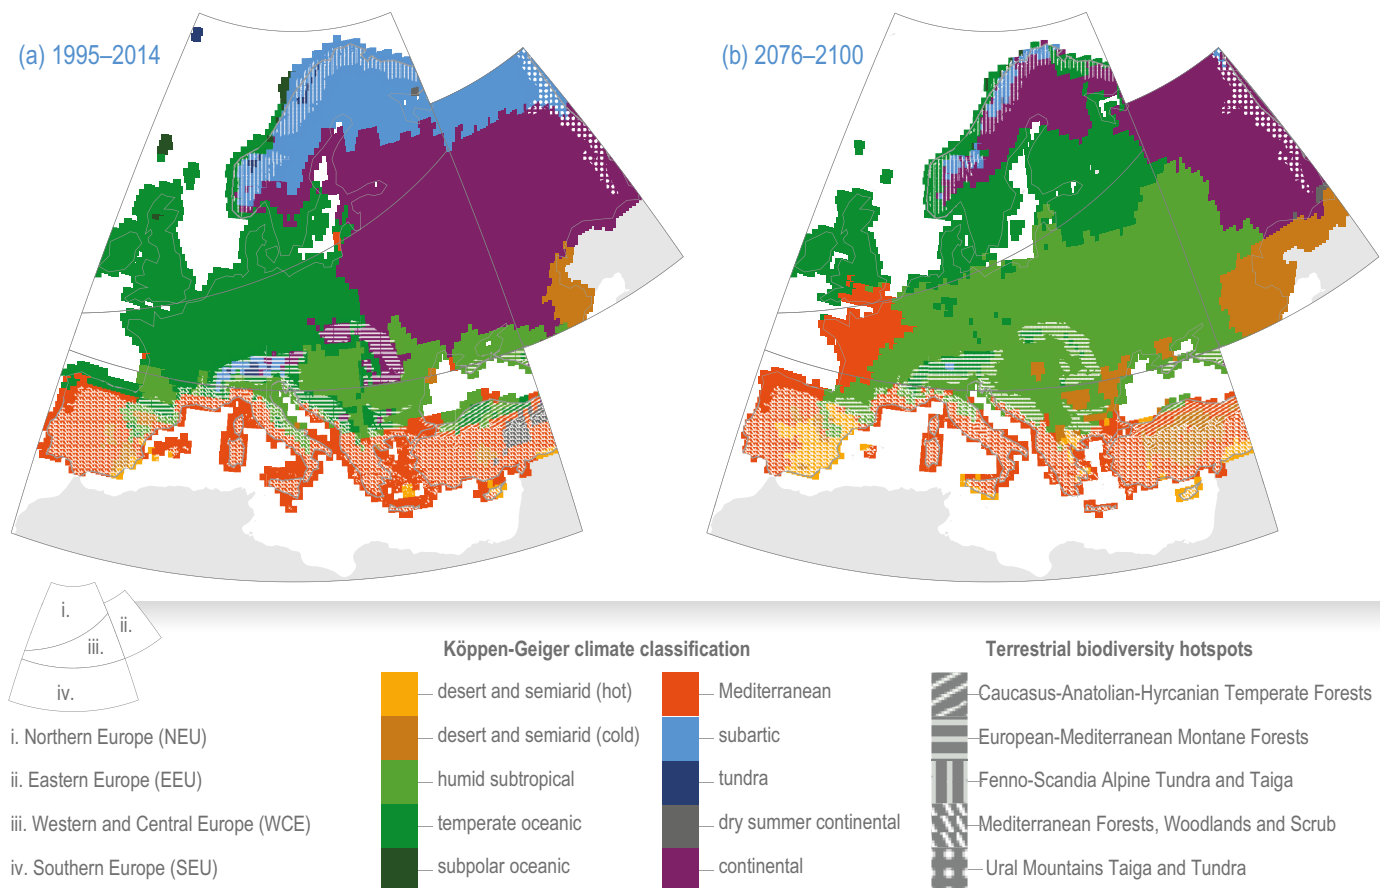 (a) 1995–2014
(b) 2076–2100
i.
ii.
iii.
iv.
i. Northern Europe (NEU)
ii. Eastern Europe (EEU)
iii. Western and Central Europe (WCE)
iv. Southern Europe (SEU)
Köppen-Geiger climate classification
desert and semiarid (hot)
desert and semiarid (cold)
humid subtropical
temperate oceanic
subpolar oceanic
Mediterranean
subartic
tundra
dry summer continental
continental
Terrestrial biodiversity hotspots
Caucasus-Anatolian-Hyrcanian Temperate Forests
European-Mediterranean Montane Forests
Fenno-Scandia Alpine Tundra and Taiga
Mediterranean Forests, Woodlands and Scrub
Ural Mountains Taiga and Tundra